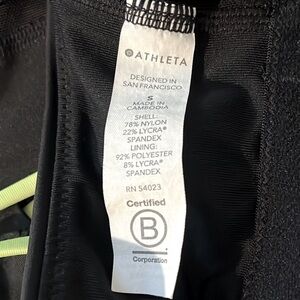 ATHLETA
DESIGNED IN
SAN FRANCISCO
S
MADE IN
CAMBODIA
SHELL:
78% NYLON
22% LYCRA®
SPANDEX
LINING:
92% POLYESTER
8% LYCRA®
SPANDEX
RN 54023
Certified
B
Corporation